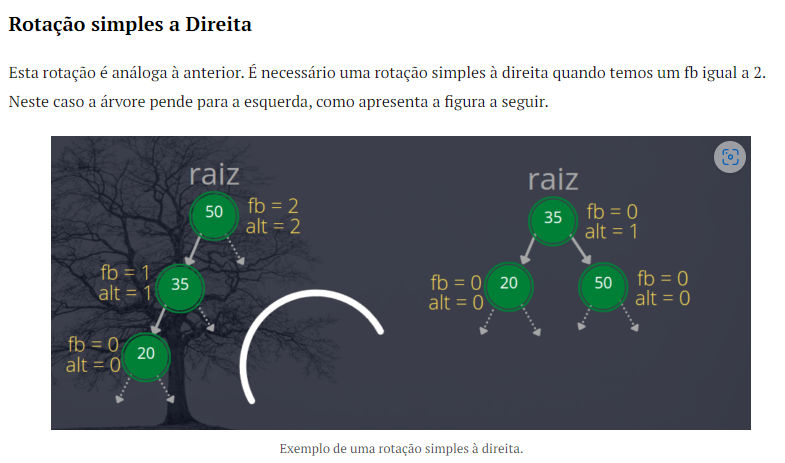 Rotação simples a Direita
Esta rotação é análoga à anterior. É necessário uma rotação simples à direita quando temos um fb igual a 2.
Neste caso a árvore pende para a esquerda, como apresenta a figura a seguir.
raiz
50
fb = 2
alt = 2
fb = 1
alt = 1
35
fb = 0
alt = 0
20
raiz
35
fb = 0
alt = 1
fb = 0
alt = 0
20
50
fb = 0
alt = 0
Exemplo de uma rotação simples à direita.